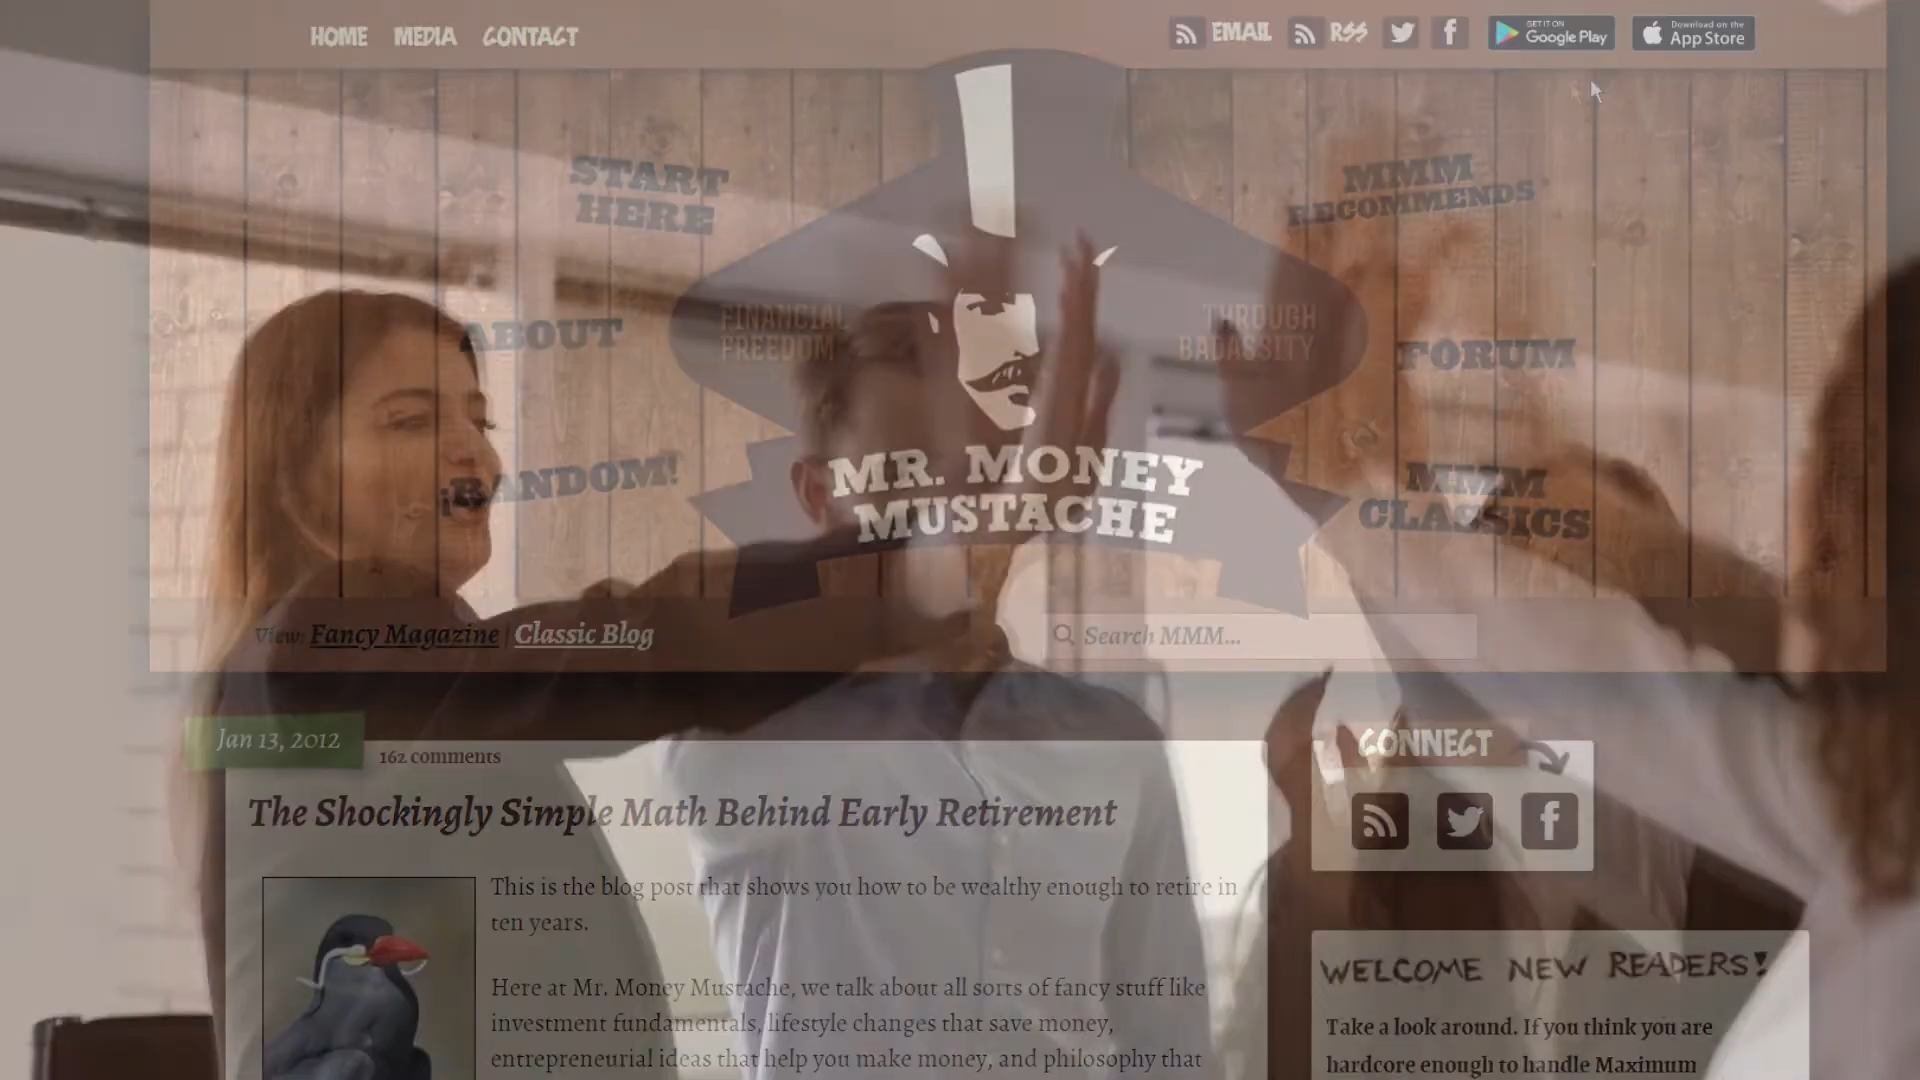 HOME MEDIA CONTACT
EMAIL RSS GET IT ON Google Play Download on the App Store
START HERE
MMM RECOMMENDS
FINANCIAL FREEDOM
THROUGH BADASSITY
ABOUT
FORUM
¡RANDOM!
MR. MONEY
MUSTACHE
MMM CLASSICS
View: Fancy Magazine | Classic Blog
Search MMM...
Jan 13, 2012
162 comments
The Shockingly Simple Math Behind Early Retirement
This is the blog post that shows you how to be wealthy enough to retire in
ten years.
Here at Mr. Money Mustache, we talk about all sorts of fancy stuff like
investment fundamentals, lifestyle changes that save money,
entrepreneurial ideas that help you make money, and philosophy that
CONNECT
WELCOME NEW READERS!
Take a look around. If you think you are
hardcore enough to handle Maximum